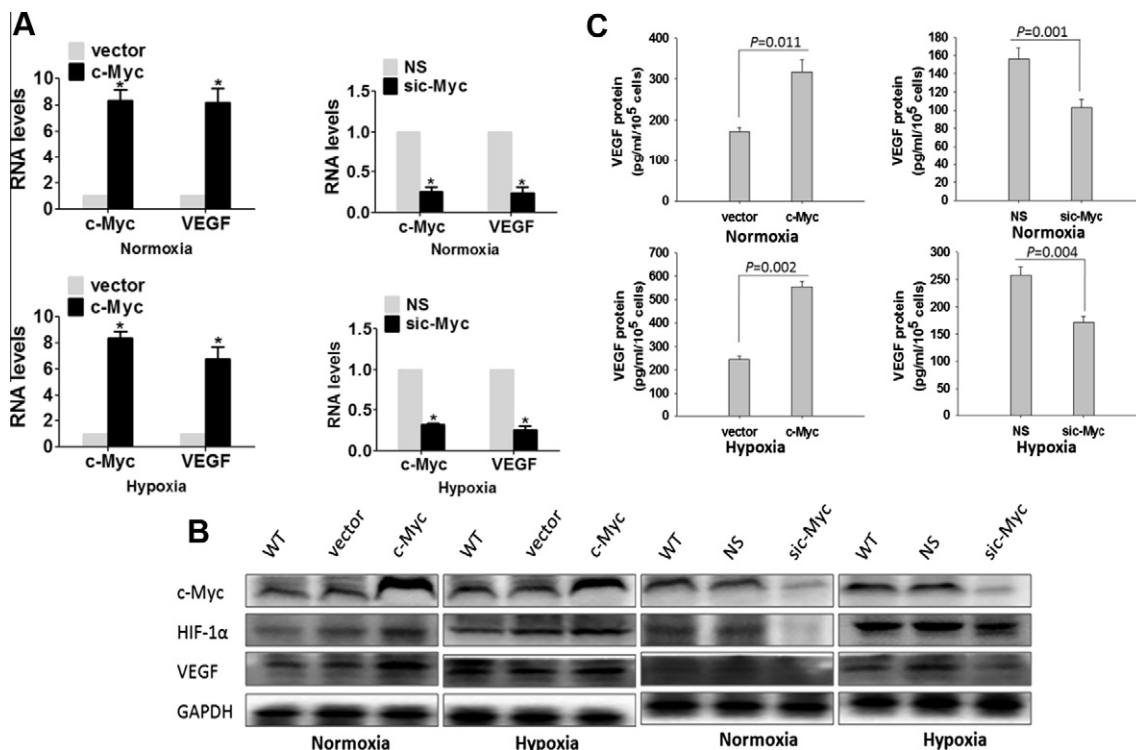 A
vector
c-Myc
10
8
6
4
2
0
RNA levels
* *
c-Myc VEGF
Normoxia
NS
sic-Myc
1.5
1.0
0.5
0.0
RNA levels
* *
c-Myc VEGF
Normoxia
vector
c-Myc
10
8
6
4
2
0
RNA levels
* *
c-Myc VEGF
Hypoxia
NS
sic-Myc
1.5
1.0
0.5
0.0
RNA levels
* *
c-Myc VEGF
Hypoxia
C
P=0.011
400
300
200
100
0
VEGF protein
(pg/ml/10⁵ cells)
vector c-Myc
Normoxia
P=0.001
180
160
140
120
100
80
60
40
20
0
VEGF protein
(pg/ml/10⁵ cells)
NS sic-Myc
Normoxia
P=0.002
700
600
500
400
300
200
100
0
VEGF protein
(pg/ml/10⁵ cells)
vector c-Myc
Hypoxia
P=0.004
300
250
200
150
100
50
0
VEGF protein
(pg/ml/10⁵ cells)
NS sic-Myc
Hypoxia
B
WT vector c-Myc WT vector c-Myc WT NS sic-Myc WT NS sic-Myc
c-Myc
HIF-1α
VEGF
GAPDH
Normoxia Hypoxia Normoxia Hypoxia